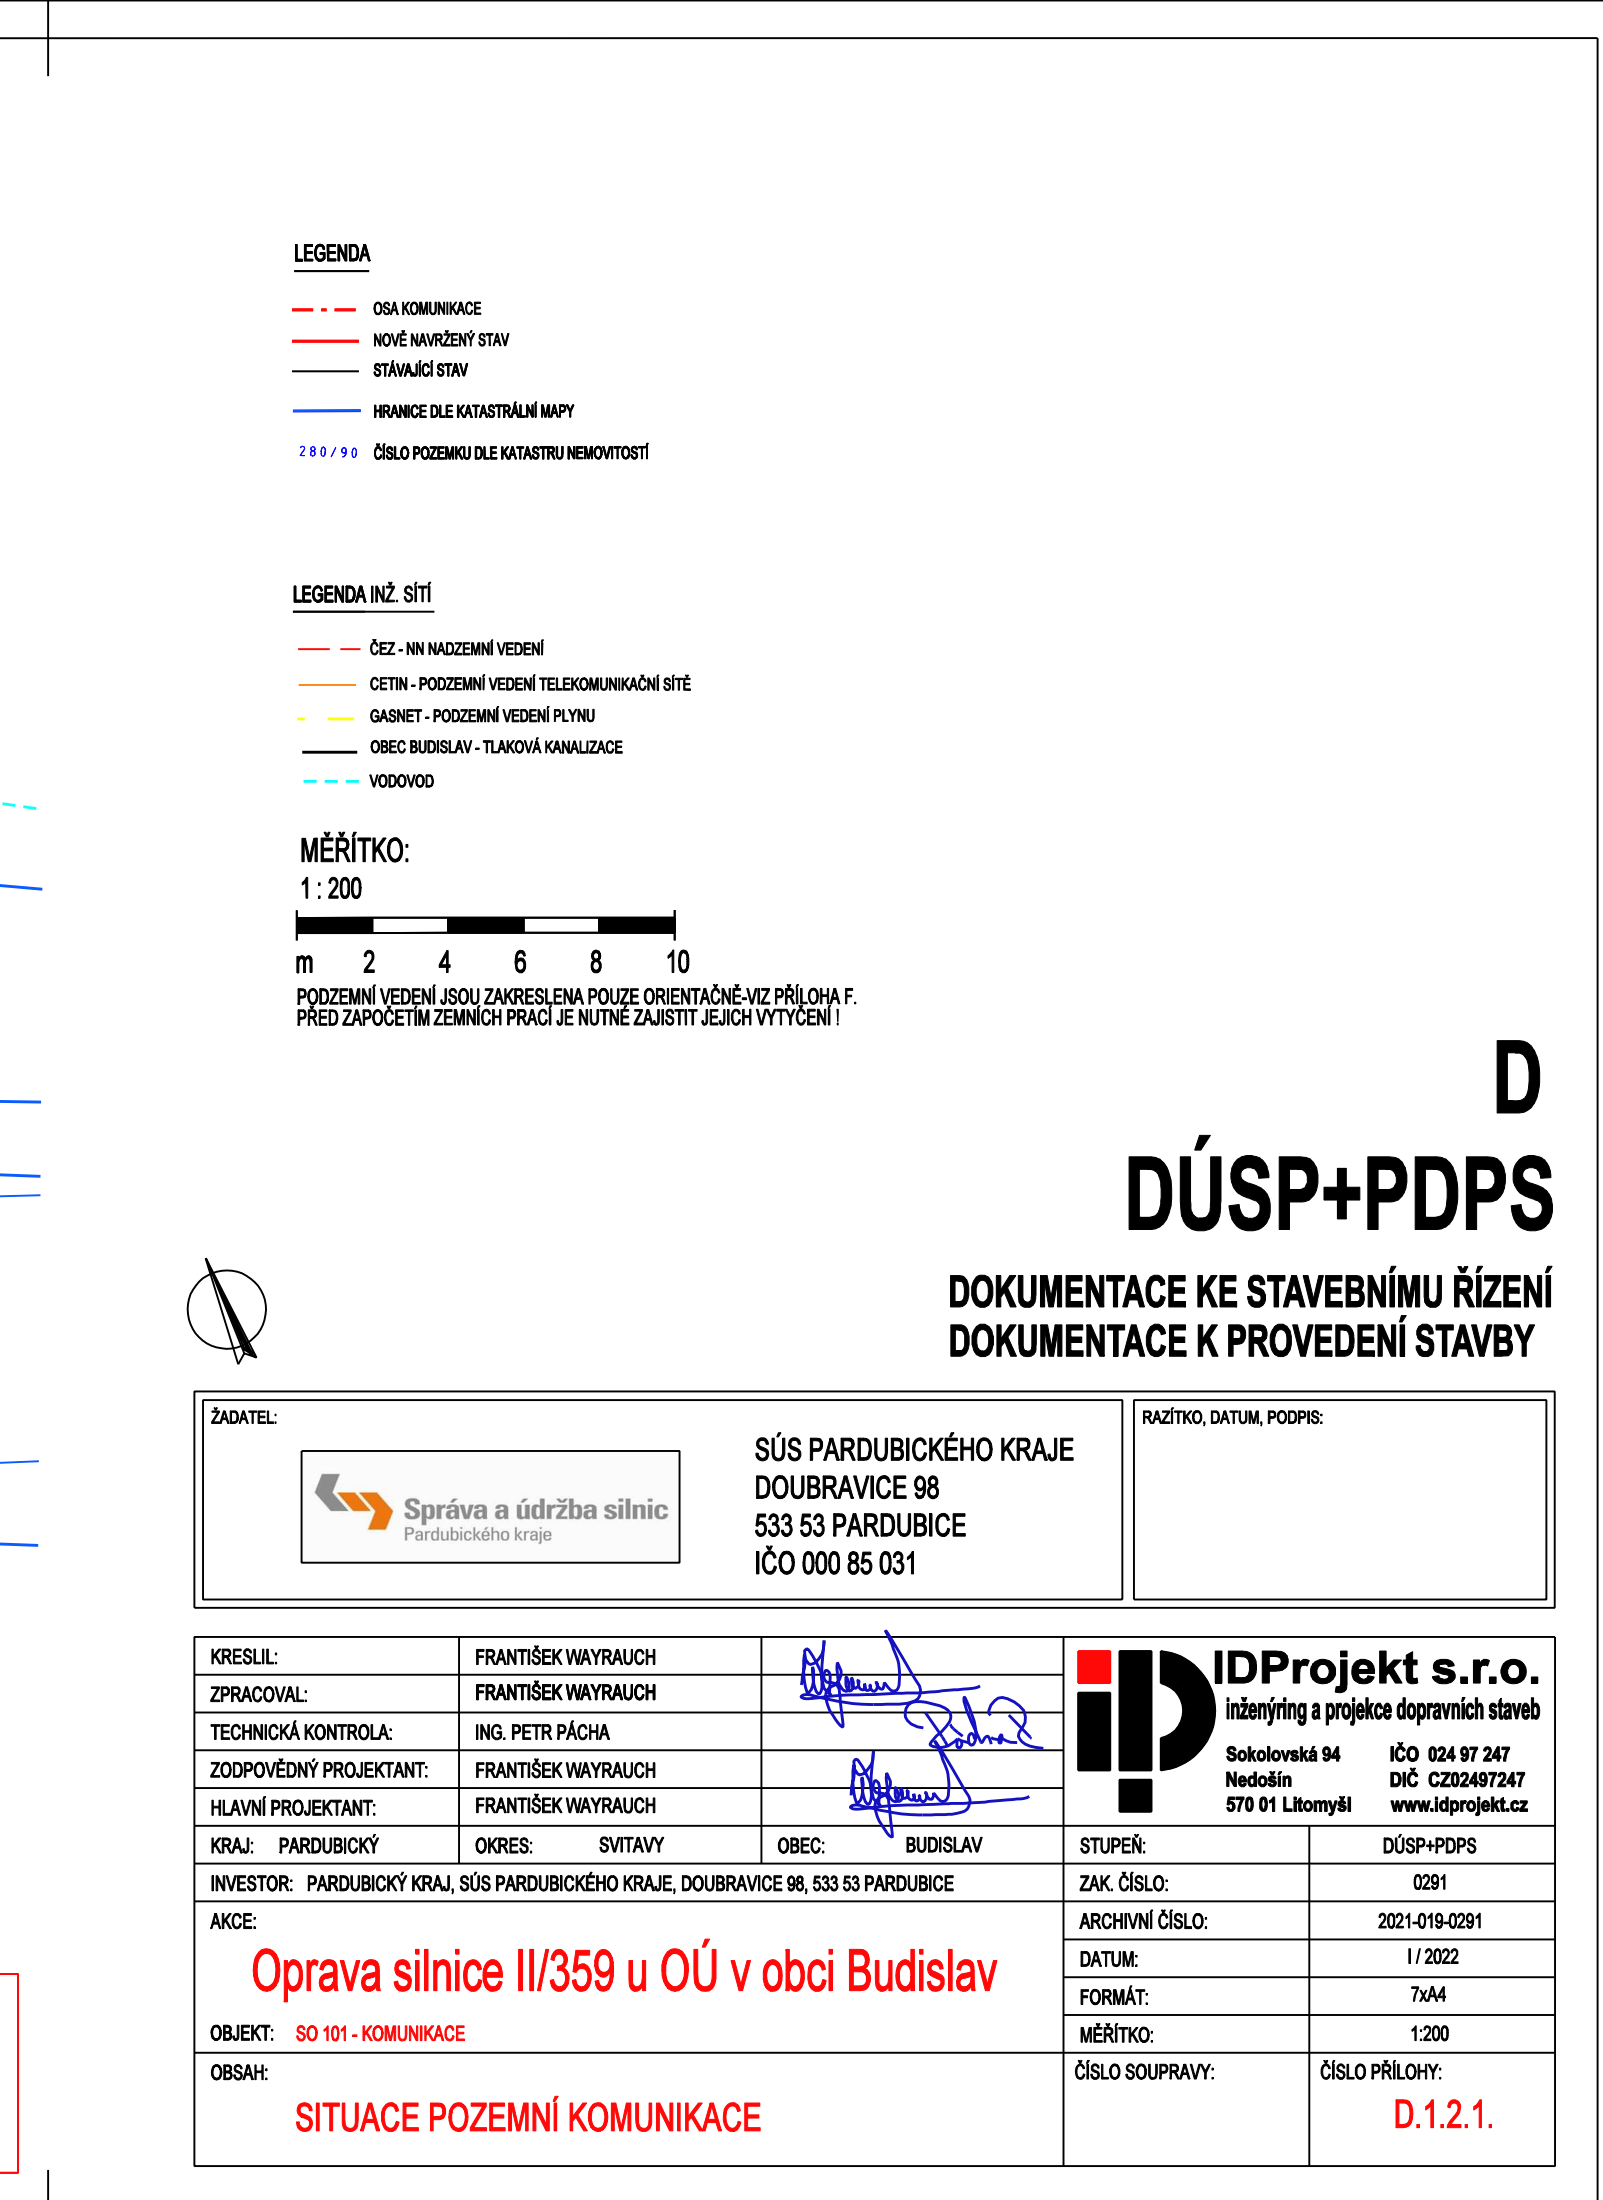 LEGENDA
OSA KOMUNIKACE
NOVĚ NAVRŽENÝ STAV
STÁVAJÍCÍ STAV
HRANICE DLE KATASTRÁLNÍ MAPY
280/90 ČÍSLO POZEMKU DLE KATASTRU NEMOVITOSTÍ
LEGENDA INŽ. SÍTÍ
ČEZ - NN NADZEMNÍ VEDENÍ
CETIN - PODZEMNÍ VEDENÍ TELEKOMUNIKAČNÍ SÍTĚ
GASNET - PODZEMNÍ VEDENÍ PLYNU
OBEC BUDISLAV - TLAKOVÁ KANALIZACE
VODOVOD
MĚŘÍTKO:
1 : 200
m 2 4 6 8 10
PODZEMNÍ VEDENÍ JSOU ZAKRESLENA POUZE ORIENTAČNĚ-VIZ PŘÍLOHA F.
PŘED ZAPOČETÍM ZEMNÍCH PRACÍ JE NUTNÉ ZAJISTIT JEJICH VYTYČENÍ !
D
DÚSP+PDPS
DOKUMENTACE KE STAVEBNÍMU ŘÍZENÍ
DOKUMENTACE K PROVEDENÍ STAVBY
ŽADATEL:
Správa a údržba silnic
Pardubického kraje
SÚS PARDUBICKÉHO KRAJE
DOUBRAVICE 98
533 53 PARDUBICE
IČO 000 85 031
RAZÍTKO, DATUM, PODPIS:
KRESLIL: FRANTIŠEK WAYRAUCH
ZPRACOVAL: FRANTIŠEK WAYRAUCH
TECHNICKÁ KONTROLA: ING. PETR PÁCHA
ZODPOVĚDNÝ PROJEKTANT: FRANTIŠEK WAYRAUCH
HLAVNÍ PROJEKTANT: FRANTIŠEK WAYRAUCH
IDProjekt s.r.o.
inženýring a projekce dopravních staveb
Sokolovská 94 IČO 024 97 247
Nedošín DIČ CZ02497247
570 01 Litomyšl www.idprojekt.cz
KRAJ: PARDUBICKÝ OKRES: SVITAVY OBEC: BUDISLAV
INVESTOR: PARDUBICKÝ KRAJ, SÚS PARDUBICKÉHO KRAJE, DOUBRAVICE 98, 533 53 PARDUBICE
AKCE:
Oprava silnice II/359 u OÚ v obci Budislav
OBJEKT: SO 101 - KOMUNIKACE
OBSAH:
SITUACE POZEMNÍ KOMUNIKACE
STUPEŇ: DÚSP+PDPS
ZAK. ČÍSLO: 0291
ARCHIVNÍ ČÍSLO: 2021-019-0291
DATUM: I / 2022
FORMÁT: 7xA4
MĚŘÍTKO: 1:200
ČÍSLO SOUPRAVY:
ČÍSLO PŘÍLOHY:
D.1.2.1.